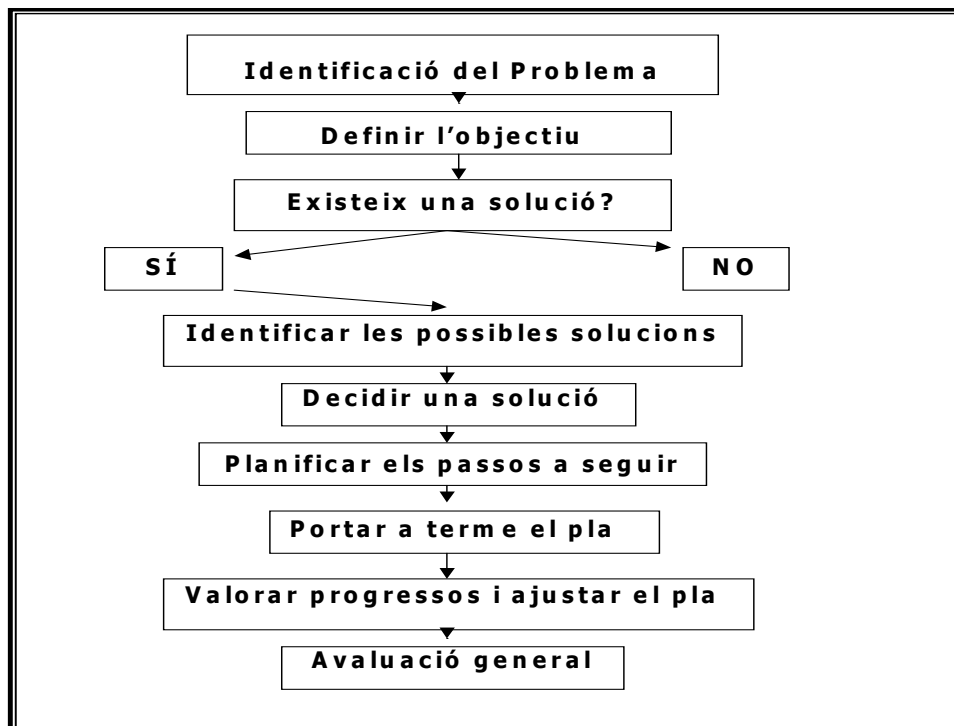 Identificació del Problema
Definir l'objectiu
Existeix una solució?
SÍ
NO
Identificar les possibles solucions
Decidir una solució
Planificar els passos a seguir
Portar a terme el pla
Valorar progressos i ajustar el pla
Avaluació general